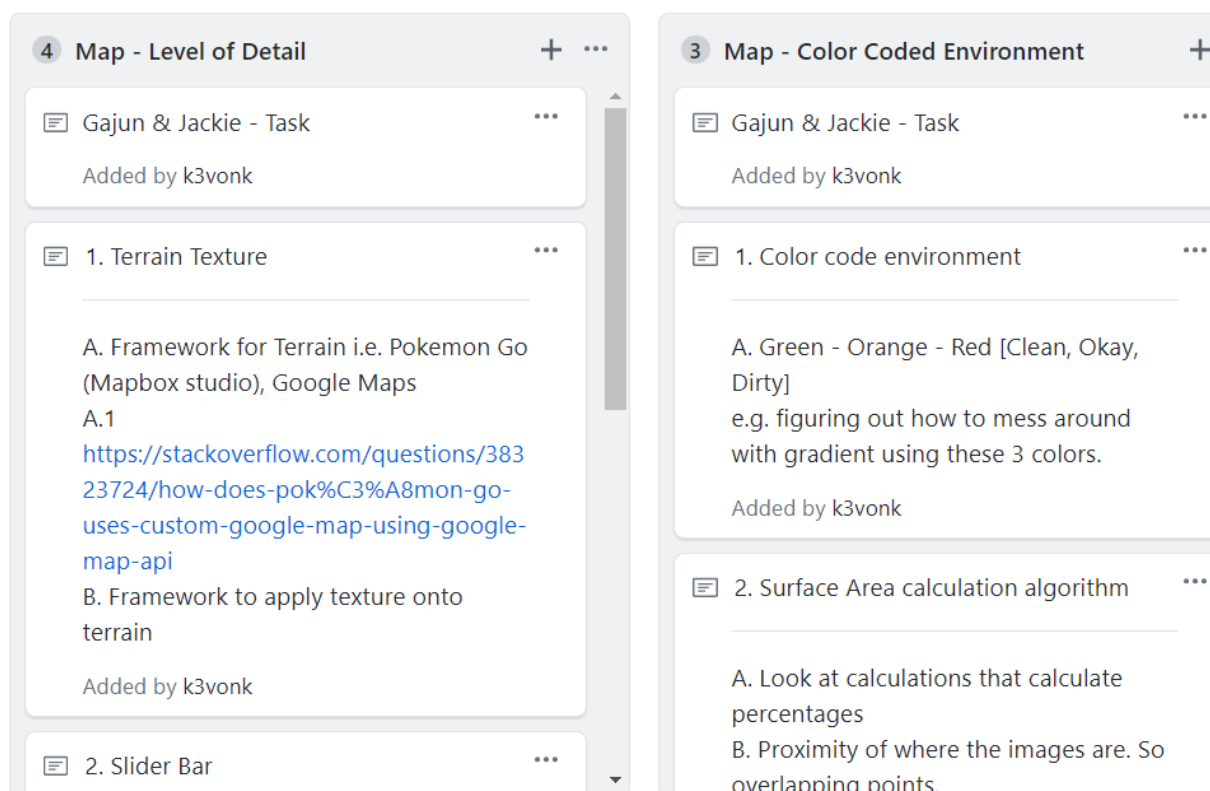 4 Map - Level of Detail
Gajun & Jackie - Task
Added by k3vonk
1. Terrain Texture
A. Framework for Terrain i.e. Pokemon Go
(Mapbox studio), Google Maps
A.1
https://stackoverflow.com/questions/383
23724/how-does-pok%C3%A8mon-go-
uses-custom-google-map-using-google-
map-api
B. Framework to apply texture onto
terrain
Added by k3vonk
2. Slider Bar
3 Map - Color Coded Environment
Gajun & Jackie - Task
Added by k3vonk
1. Color code environment
A. Green - Orange - Red [Clean, Okay,
Dirty]
e.g. figuring out how to mess around
with gradient using these 3 colors.
Added by k3vonk
2. Surface Area calculation algorithm
A. Look at calculations that calculate
percentages
B. Proximity of where the images are. So
overlapping points.